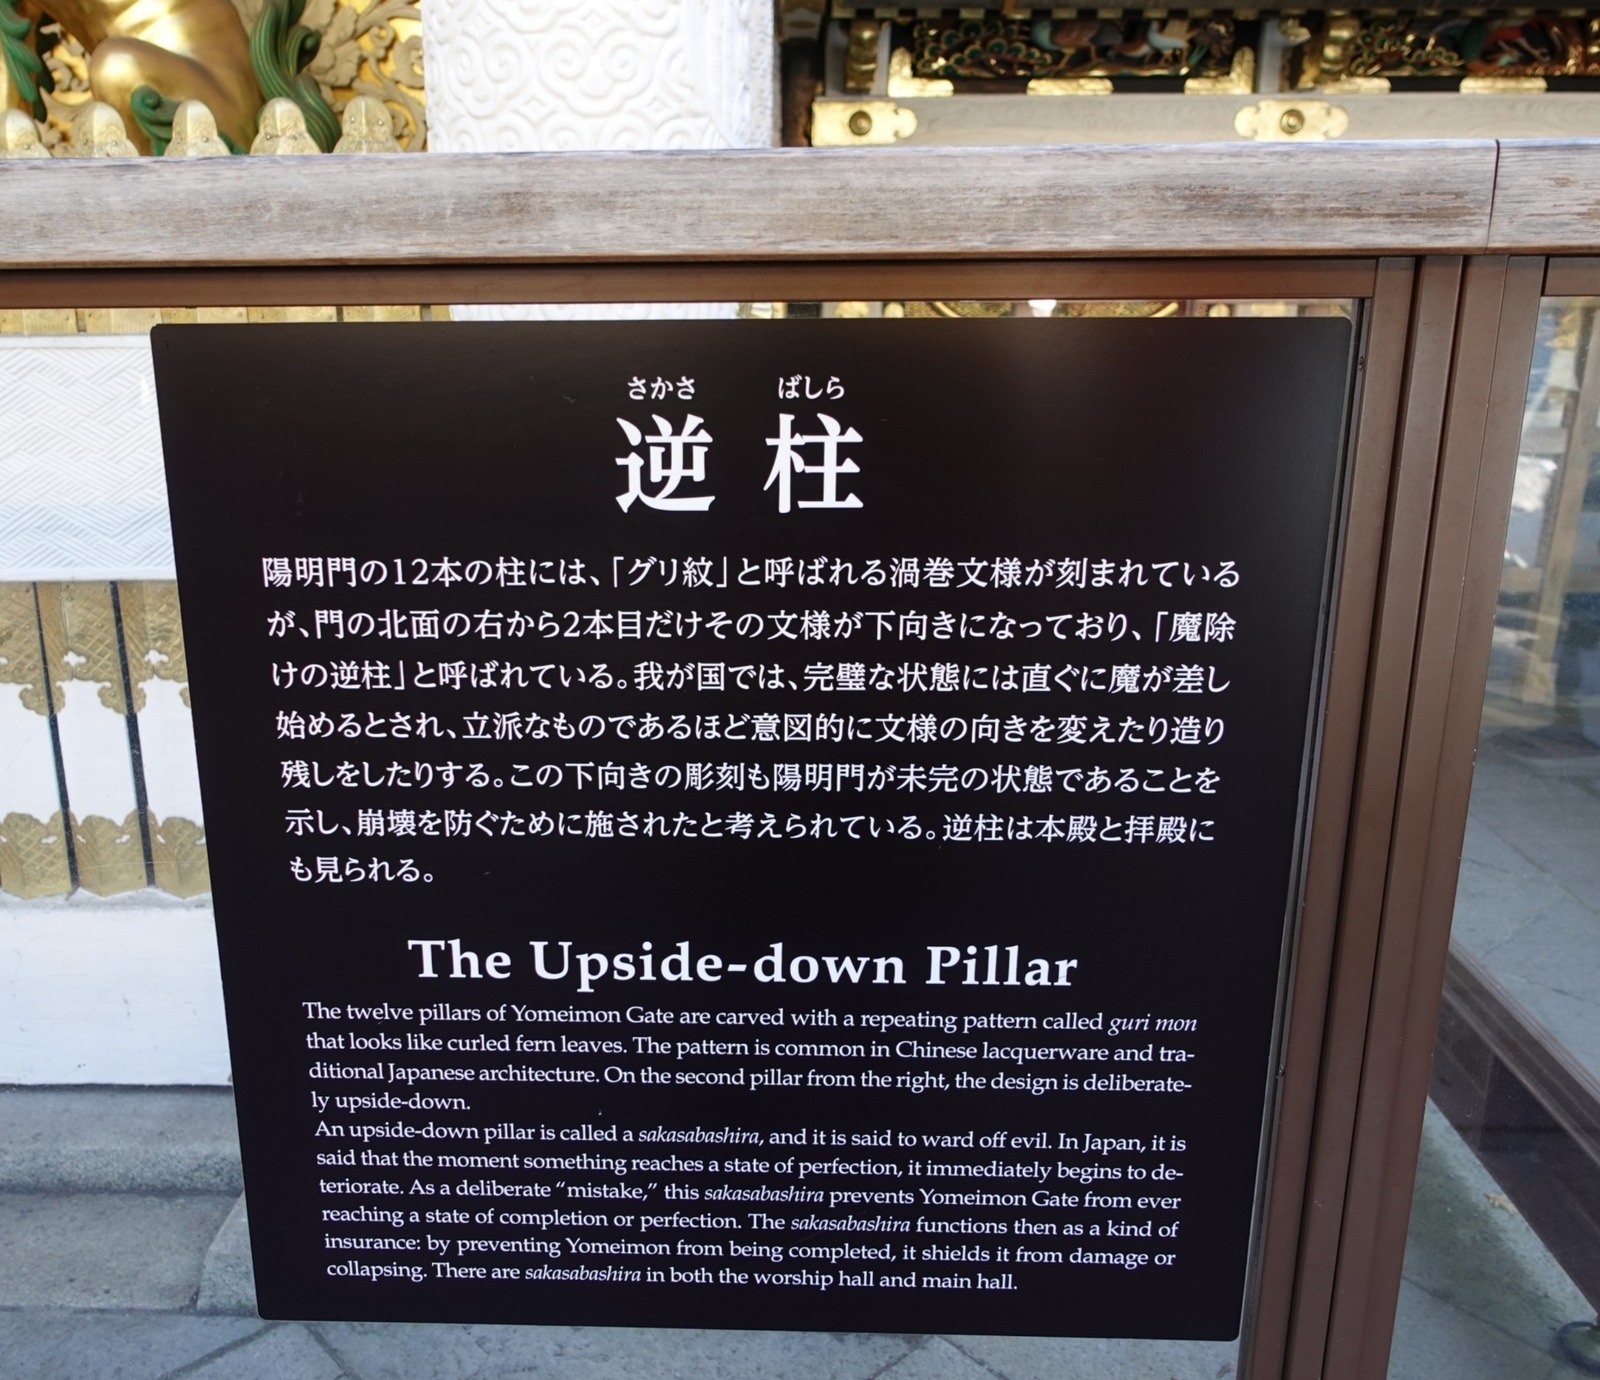 さかさ ばしら
逆 柱
陽明門の12本の柱には、「グリ紋」と呼ばれる渦巻文様が刻まれている
が、門の北面の右から2本目だけその文様が下向きになっており、「魔除
けの逆柱」と呼ばれている。我が国では、完璧な状態には直ぐに魔が差し
始めるとされ、立派なものであるほど意図的に文様の向きを変えたり造り
残しをしたりする。この下向きの彫刻も陽明門が未完の状態であることを
示し、崩壊を防ぐために施されたと考えられている。逆柱は本殿と拝殿に
も見られる。
The Upside-down Pillar
The twelve pillars of Yomeimon Gate are carved with a repeating pattern called guri mon
that looks like curled fern leaves. The pattern is common in Chinese lacquerware and tra-
ditional Japanese architecture. On the second pillar from the right, the design is deliberate-
ly upside-down.
An upside-down pillar is called a sakasabashira, and it is said to ward off evil. In Japan, it is
said that the moment something reaches a state of perfection, it immediately begins to de-
teriorate. As a deliberate “mistake,” this sakasabashira prevents Yomeimon Gate from ever
reaching a state of completion or perfection. The sakasabashira functions then as a kind of
insurance: by preventing Yomeimon from being completed, it shields it from damage or
collapsing. There are sakasabashira in both the worship hall and main hall.